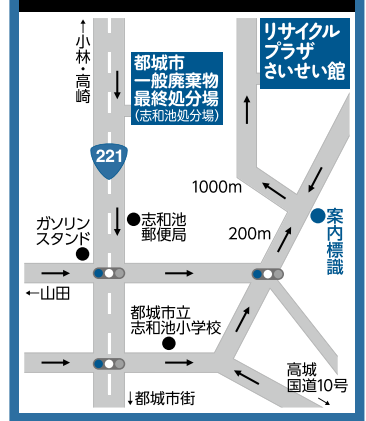 ←小林・高崎
都城市
一般廃棄物
最終処分場
(志和池処分場)
リサイクル
プラザ
さいせい館
221
1000m
ガソリン
スタンド
志和池
郵便局
200m
案内標識
←山田
都城市立
志和池小学校
高城
国道10号
↓都城市街